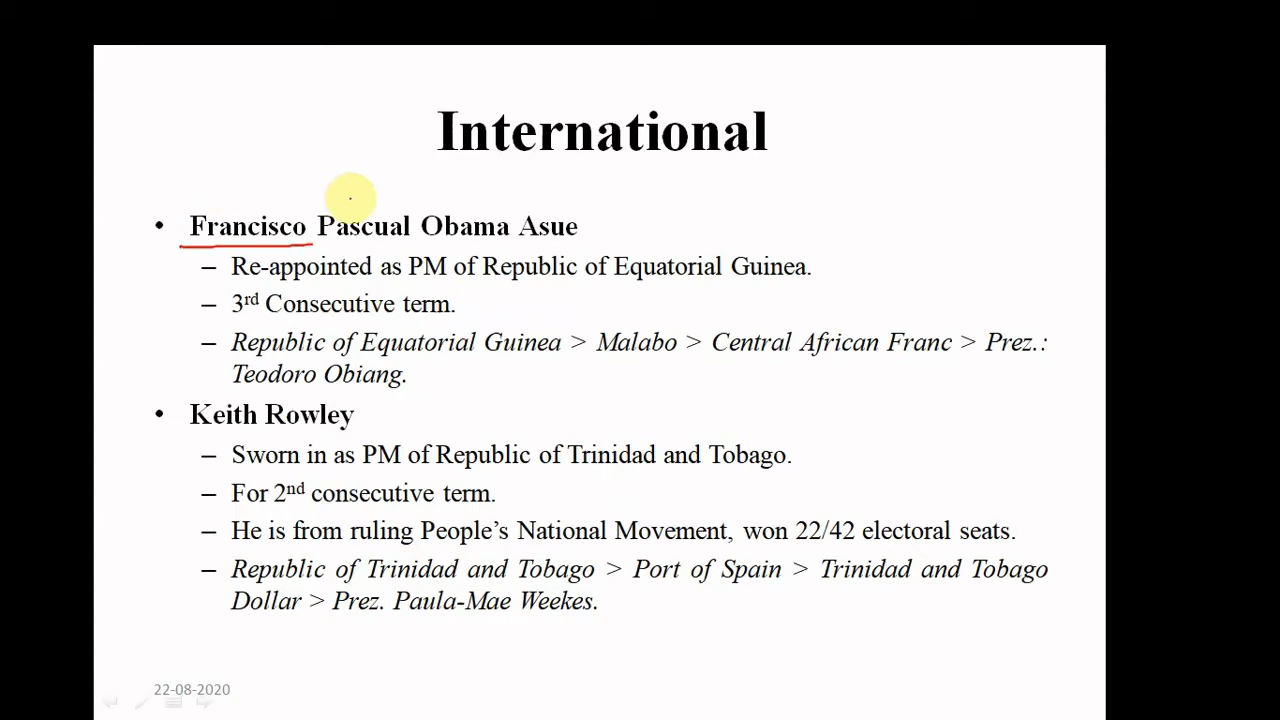 International
• Francisco Pascual Obama Asue
– Re-appointed as PM of Republic of Equatorial Guinea.
– 3rd Consecutive term.
– Republic of Equatorial Guinea > Malabo > Central African Franc > Prez.:
Teodoro Obiang.
• Keith Rowley
– Sworn in as PM of Republic of Trinidad and Tobago.
– For 2nd consecutive term.
– He is from ruling People’s National Movement, won 22/42 electoral seats.
– Republic of Trinidad and Tobago > Port of Spain > Trinidad and Tobago
Dollar > Prez. Paula-Mae Weekes.
22-08-2020